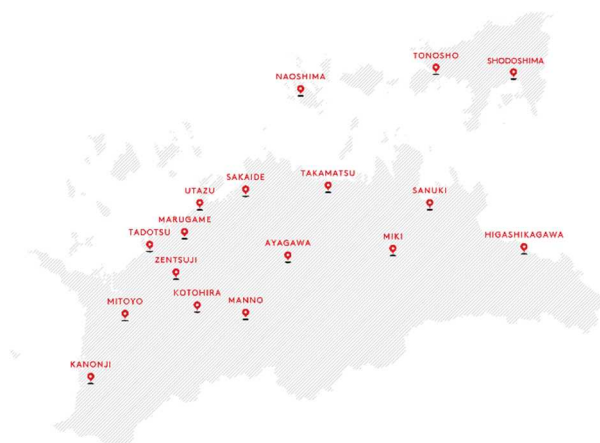 TONOSHO
SHODOSHIMA
NAOSHIMA
TAKAMATSU
SAKAIDE
UTAZU
SANUKI
MARUGAME
TADOTSU
AYAGAWA
MIKI
HIGASHIKAGAWA
ZENTSUJI
KOTOHIRA
MITOYO
MANNO
KANONJI